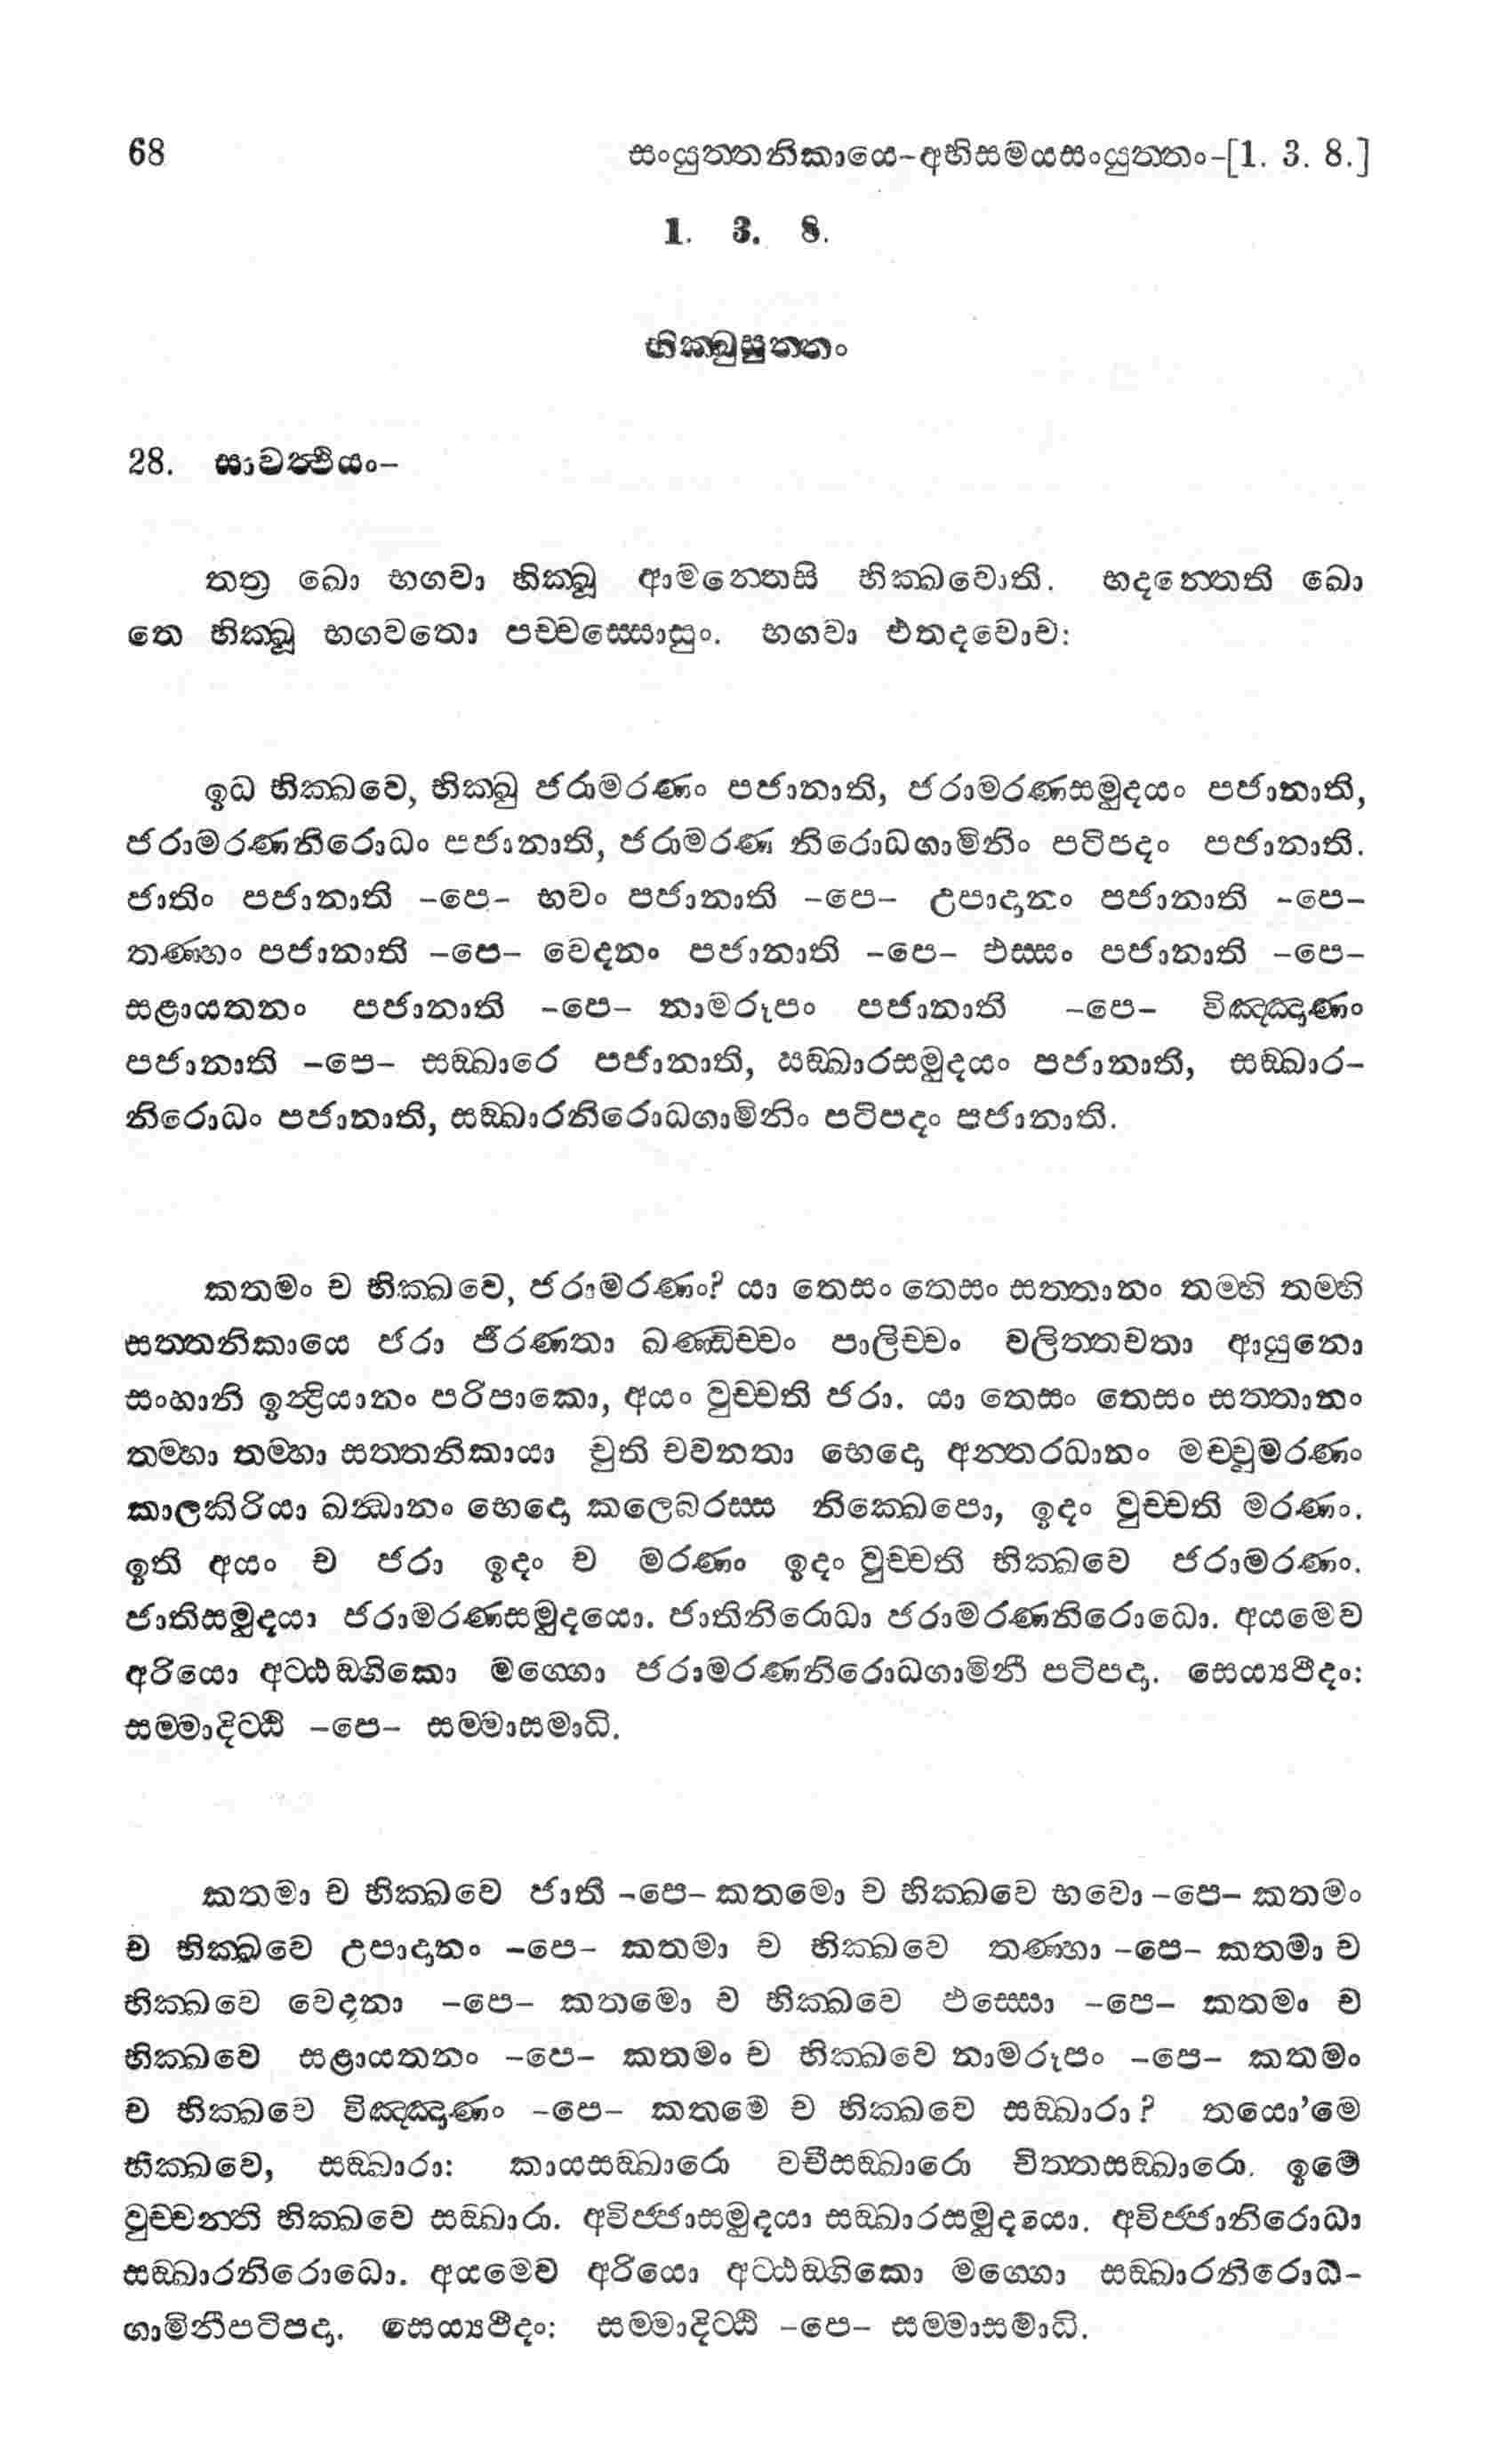 68 සංයුත්තනිකායෙ-අභිසමයසංයුත්තං-[1. 3. 8.]
1. 3. 8.
භික්ඛුසුත්තං
28. සාවත්ථියං–
තත්‍ර ඛො භගවා භික්ඛූ ආමන්තෙසි භික්ඛවොති. භදන්තෙති ඛො
තෙ භික්ඛූ භගවතො පච්චස්සොසුං. භගවා එතදවොච:
ඉධ භික්ඛවෙ, භික්ඛු ජරාමරණං පජානාති, ජරාමරණසමුදයං පජානාති,
ජරාමරණනිරොධං පජානාති, ජරාමරණ නිරොධගාමිනිං පටිපදං පජානාති.
ජාතිං පජානාති –පෙ– භවං පජානාති –පෙ– උපාදානං පජානාති –පෙ–
තණ්හං පජානාති –පෙ– වෙදනං පජානාති –පෙ– ඵස්සං පජානාති –පෙ–
සළායතනං පජානාති –පෙ– නාමරූපං පජානාති –පෙ– විඤ්ඤාණං
පජානාති –පෙ– සඞ්ඛාරෙ පජානාති, සඞ්ඛාරසමුදයං පජානාති, සඞ්ඛාර–
නිරොධං පජානාති, සඞ්ඛාරනිරොධගාමිනිං පටිපදං පජානාති.
කතමං ච භික්ඛවෙ, ජරාමරණං? යා තෙසං තෙසං සත්තානං තම්හි තම්හි
සත්තනිකායෙ ජරා ජීරණතා ඛණ්ඩිච්චං පාලිච්චං වලිත්තචතා ආයුනො
සංහානි ඉන්ද්‍රියානං පරිපාකො, අයං වුච්චති ජරා. යා තෙසං තෙසං සත්තානං
තම්හා තම්හා සත්තනිකායා චුති චවනතා භෙදො අන්තරධානං මච්චුමරණං
කාලකිරියා ඛන්ධානං භෙදො කලෙබරස්ස නික්ඛෙපො, ඉදං වුච්චති මරණං.
ඉති අයං ච ජරා ඉදං ච මරණං ඉදං වුච්චති භික්ඛවෙ ජරාමරණං.
ජාතිසමුදයා ජරාමරණසමුදයො. ජාතිනිරොධා ජරාමරණනිරොධො. අයමෙව
අරියො අට්ඨඞ්ගිකො මග්ගො ජරාමරණනිරොධගාමිනී පටිපදා. සෙය්‍යථීදං:
සම්මාදිට්ඨි –පෙ– සම්මාසමාධි.
කතමා ච භික්ඛවෙ ජාති –පෙ– කතමො ච භික්ඛවෙ භවො –පෙ– කතමං
ච භික්ඛවෙ උපාදානං –පෙ– කතමා ච භික්ඛවෙ තණ්හා –පෙ– කතමා ච
භික්ඛවෙ වෙදනා –පෙ– කතමො ච භික්ඛවෙ ඵස්සො –පෙ– කතමං ච
භික්ඛවෙ සළායතනං –පෙ– කතමං ච භික්ඛවෙ නාමරූපං –පෙ– කතමං
ච භික්ඛවෙ විඤ්ඤාණං –පෙ– කතමෙ ච භික්ඛවෙ සඞ්ඛාරා? තයො'මෙ
භික්ඛවෙ, සඞ්ඛාරා: කායසඞ්ඛාරො වචීසඞ්ඛාරො චිත්තසඞ්ඛාරො. ඉමෙ
වුච්චන්ති භික්ඛවෙ සඞ්ඛාරා. අවිජ්ජාසමුදයා සඞ්ඛාරසමුදයො. අවිජ්ජානිරොධා
සඞ්ඛාරනිරොධො. අයමෙව අරියො අට්ඨඞ්ගිකො මග්ගො සඞ්ඛාරනිරොධ–
ගාමිනීපටිපදා. සෙය්‍යථීදං: සම්මාදිට්ඨි –පෙ– සම්මාසමාධි.